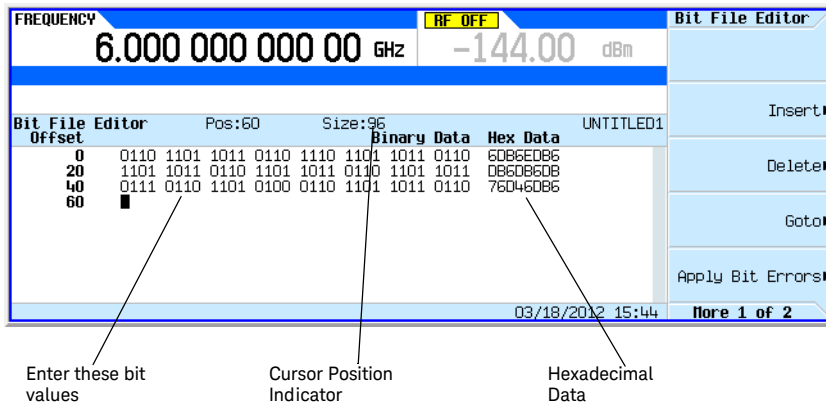 FREQUENCY RF OFF Bit File Editor
6.000 000 000 00 GHz -144.00 dBm
Insert
Bit File Editor Pos:60 Size:96 UNTITLED1
Offset Binary Data Hex Data
0 0110 1101 1011 0110 1110 1101 1011 0110 6DB6EDB6
20 1101 1011 0110 1101 1011 0110 1101 1011 DB6DB6DB
Delete
40 0111 0110 1101 0100 0110 1101 1011 0110 76D46DB6
60
Goto
Apply Bit Errors
03/18/2012 15:44 More 1 of 2
Enter these bit values
Cursor Position Indicator
Hexadecimal Data